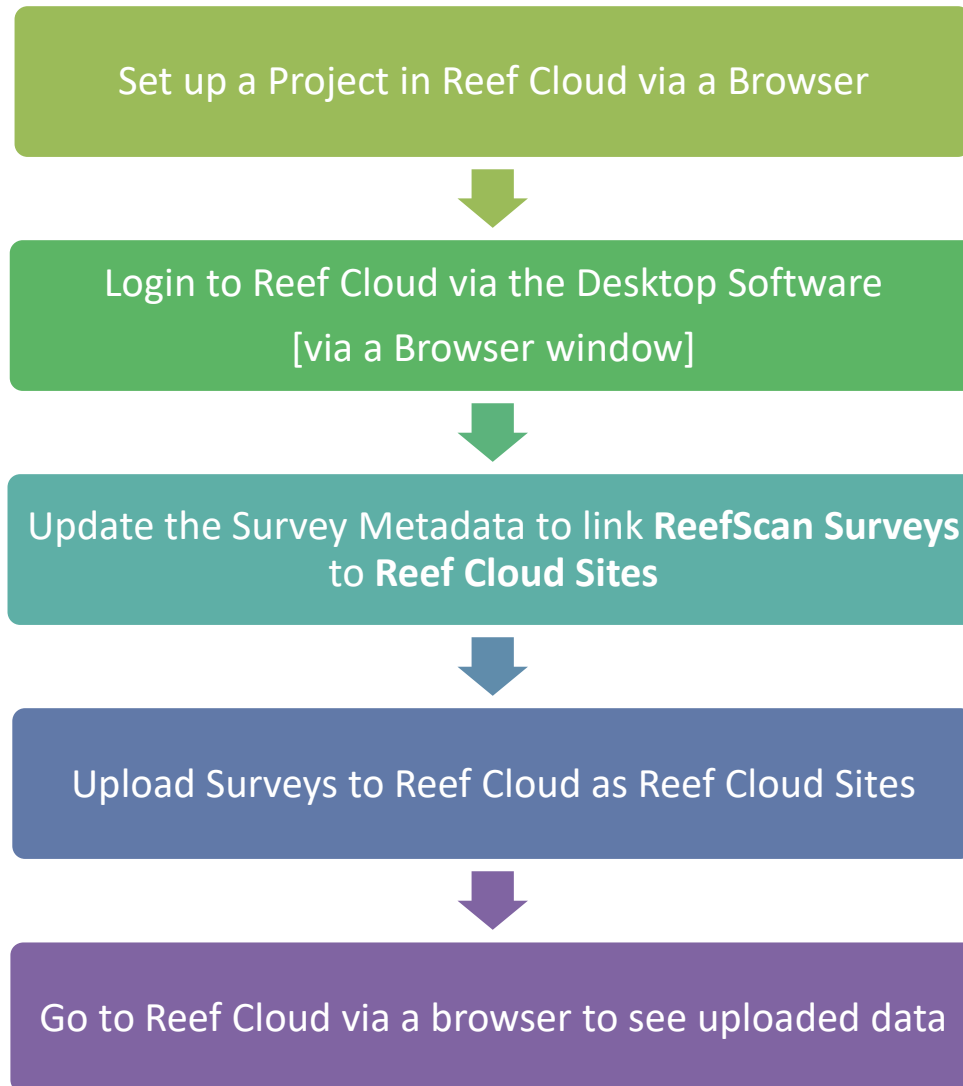 Set up a Project in Reef Cloud via a Browser
Login to Reef Cloud via the Desktop Software
[via a Browser window]
Update the Survey Metadata to link ReefScan Surveys
to Reef Cloud Sites
Upload Surveys to Reef Cloud as Reef Cloud Sites
Go to Reef Cloud via a browser to see uploaded data